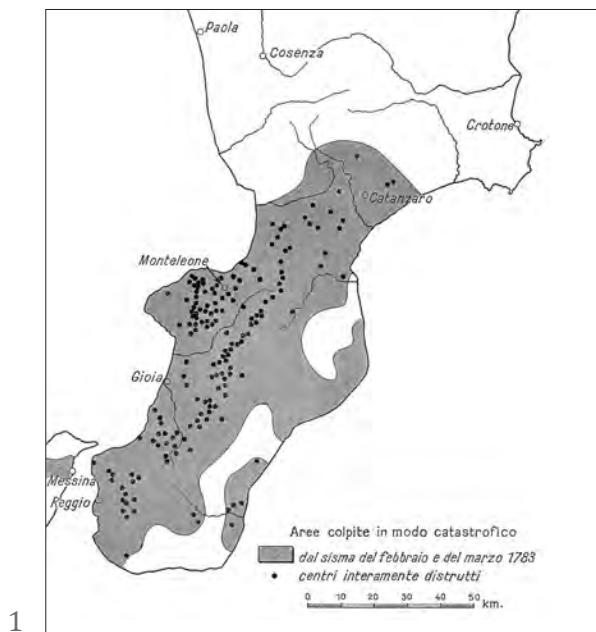 Paola
Cosenza
Crotone
Catanzaro
Monteleone
Gioia
Messina
Reggio
Aree colpite in modo catastrofico
dal sisma del febbraio e del marzo 1783
centri interamente distrutti
0 10 20 30 40 50 km.
1